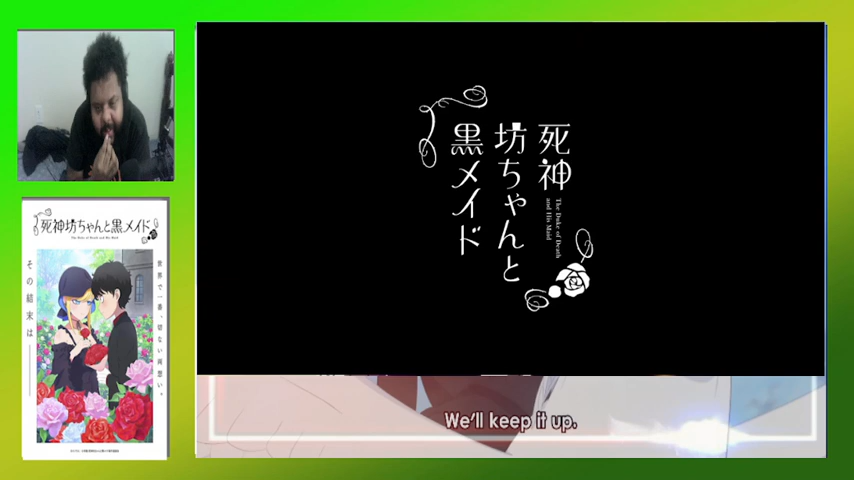 死神
坊ちゃんと
黒メイド
The Duke of Death
and His Maid
死神坊ちゃんと黒メイド
The Duke of Death and His Maid
世界で一番、切ない両想い。
その結末は
We'll keep it up.